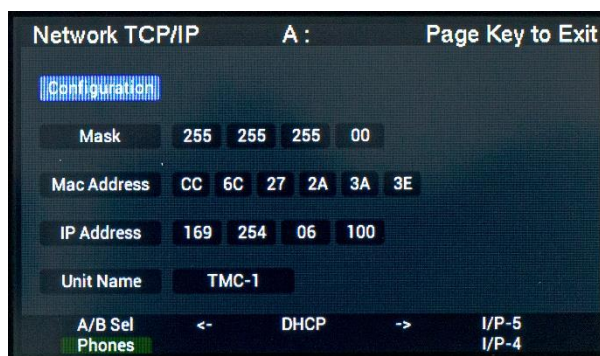 Network TCP/IP A : Page Key to Exit
Configuration
Mask 255 255 255 00
Mac Address CC 6C 27 2A 3A 3E
IP Address 169 254 06 100
Unit Name TMC-1
A/B Sel <- DHCP -> I/P-5
Phones I/P-4